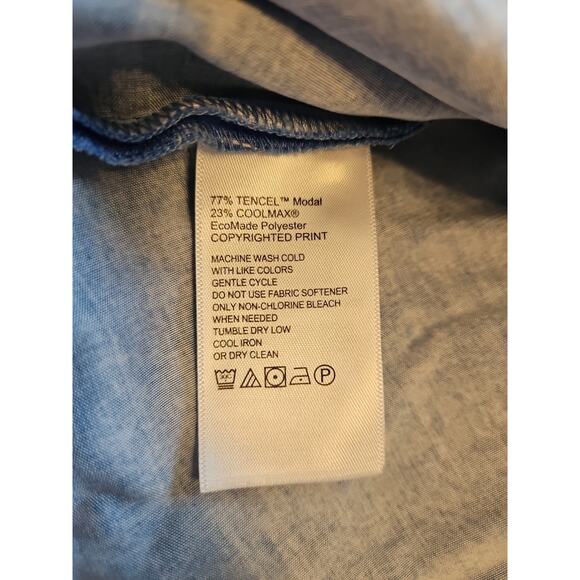 77% TENCEL™ Modal
23% COOLMAX®
EcoMade Polyester
COPYRIGHTED PRINT
MACHINE WASH COLD
WITH LIKE COLORS
GENTLE CYCLE
DO NOT USE FABRIC SOFTENER
ONLY NON-CHLORINE BLEACH
WHEN NEEDED
TUMBLE DRY LOW
COOL IRON
OR DRY CLEAN
30C P